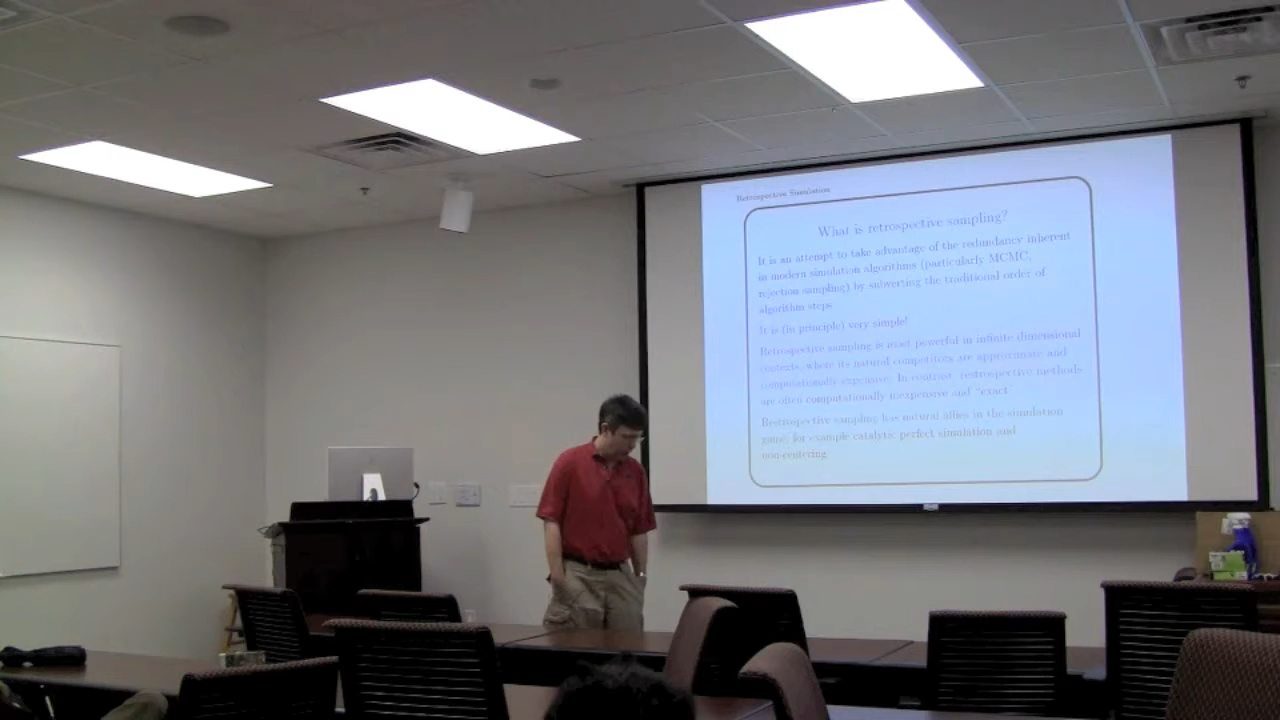 Retrospective Simulation
What is retrospective sampling?
It is an attempt to take advantage of the redundancy inherent
in modern simulation algorithms (particularly MCMC,
rejection sampling) by subverting the traditional order of
algorithm steps.
It is (in principle) very simple!
Retrospective sampling is most powerful in infinite dimensional
contexts, where its natural competitors are approximate and
computationally expensive. In contrast, restrospective methods
are often computationally inexpensive and "exact"
Restrospective sampling has natural allies in the simulation
game, for example catalytic perfect simulation and
non-centering